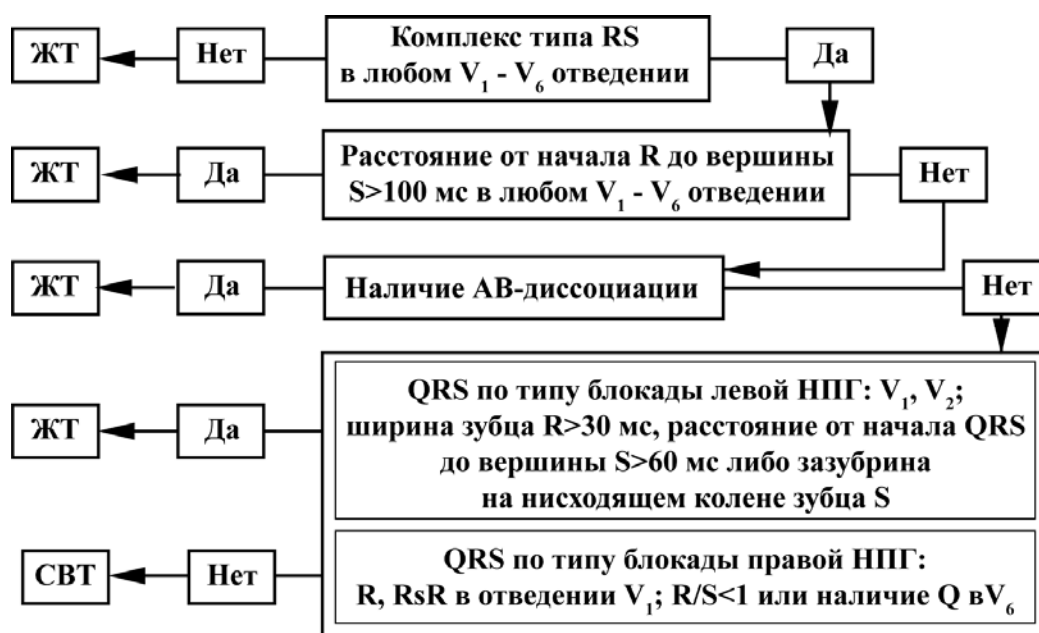 ЖТ
Нет
Комплекс типа RS
в любом V₁ - V₆ отведении
Да
ЖТ
Да
Расстояние от начала R до вершины
S>100 мс в любом V₁ - V₆ отведении
Нет
ЖТ
Да
Наличие АВ-диссоциации
Нет
ЖТ
Да
QRS по типу блокады левой НПГ: V₁, V₂;
ширина зубца R>30 мс, расстояние от начала QRS
до вершины S>60 мс либо зазубрина
на нисходящем колене зубца S
СВТ
Нет
QRS по типу блокады правой НПГ:
R, RsR в отведении V₁; R/S<1 или наличие Q вV₆